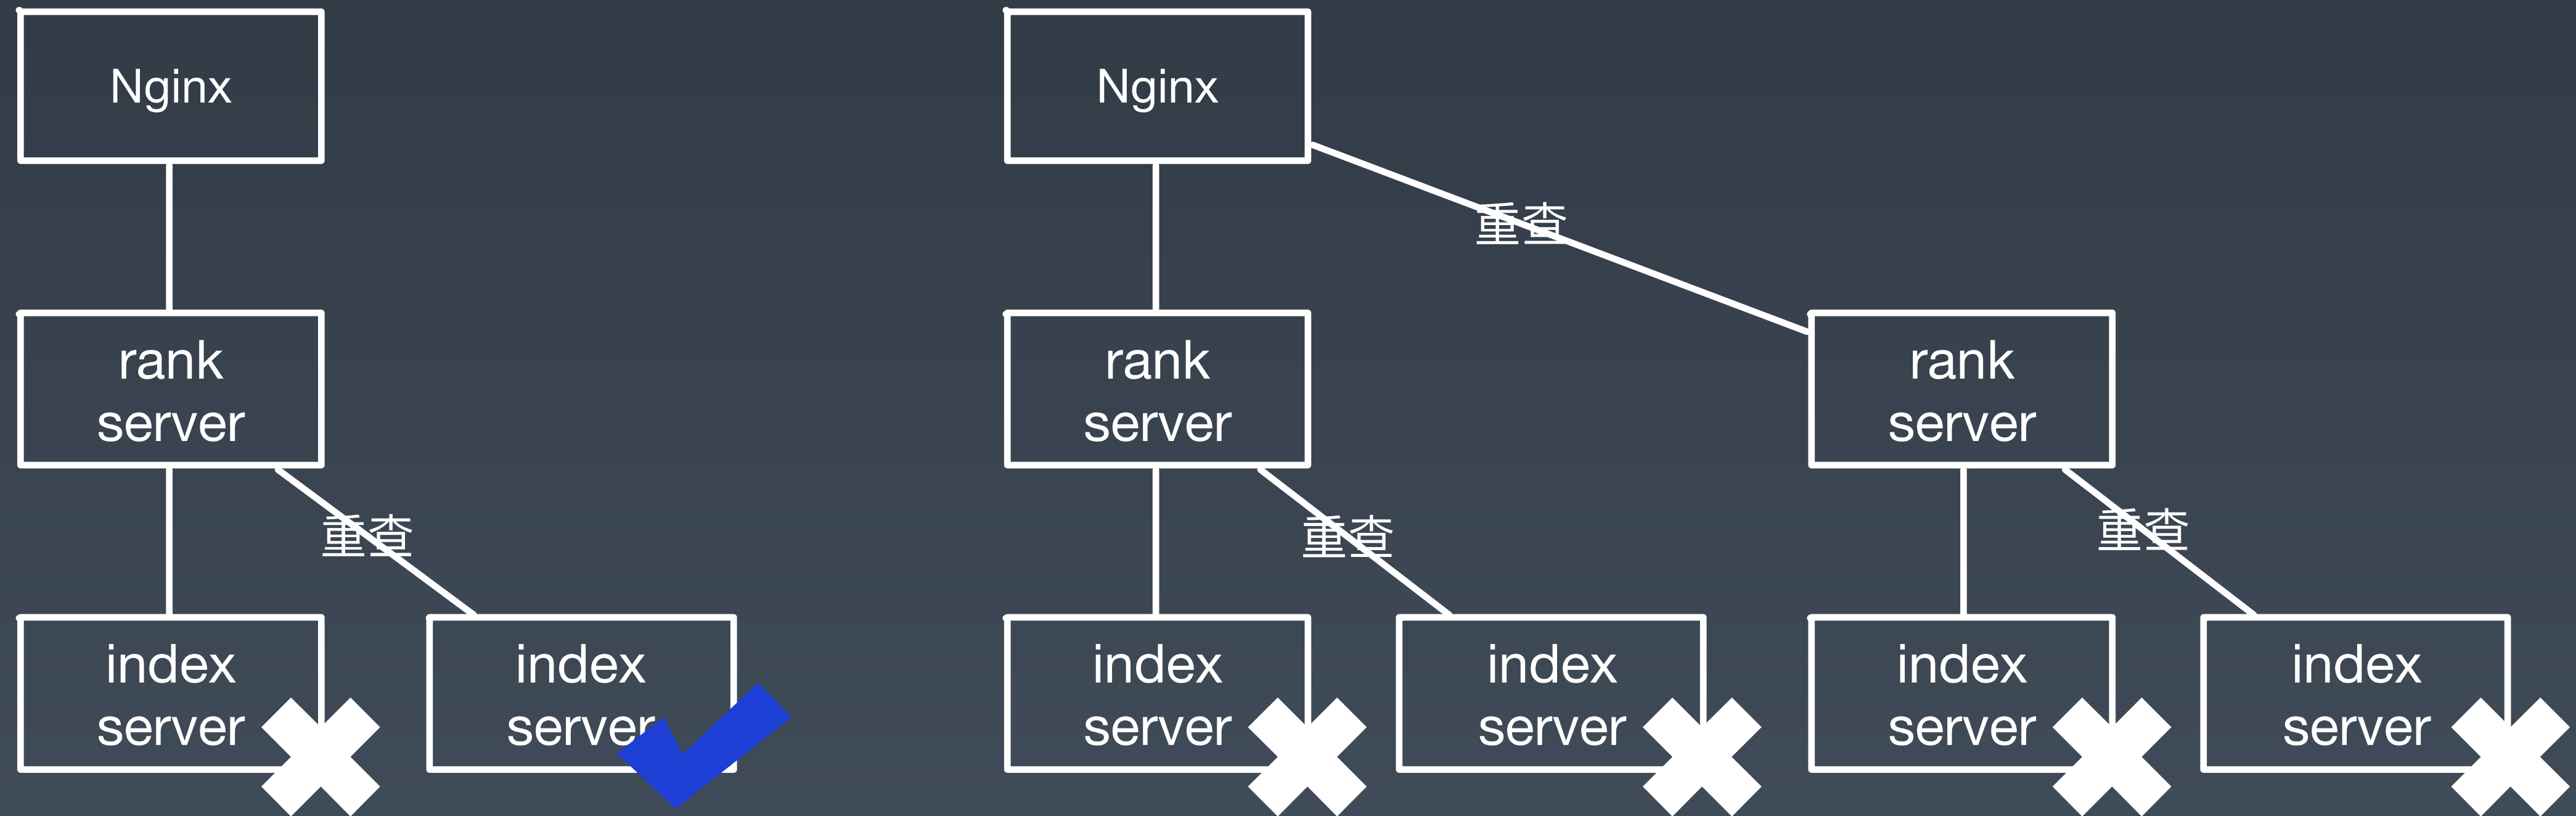 Nginx
Nginx
重查
rank
server
rank
server
rank
server
重查
重查
重查
index
server
index
server
index
server
index
server
index
server
index
server